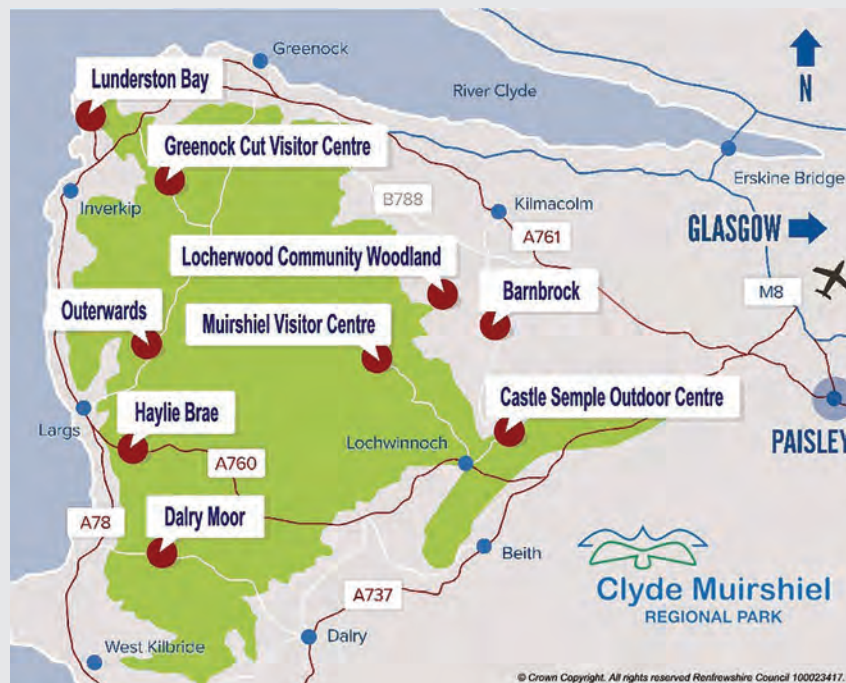 Greenock
Lunderston Bay
N
River Clyde
Greenock Cut Visitor Centre
Erskine Bridge
Inverkip
B788
Kilmacolm
GLASGOW
A761
Locherwood Community Woodland
Barnbrock
M8
Outerwards
Muirshiel Visitor Centre
Castle Semple Outdoor Centre
Largs
Haylie Brae
Lochwinnoch
PAISLEY
A760
A78
Dalry Moor
Beith
Clyde Muirshiel
REGIONAL PARK
A737
West Kilbride
Dalry
© Crown Copyright. All rights reserved Renfrewshire Council 100023417.